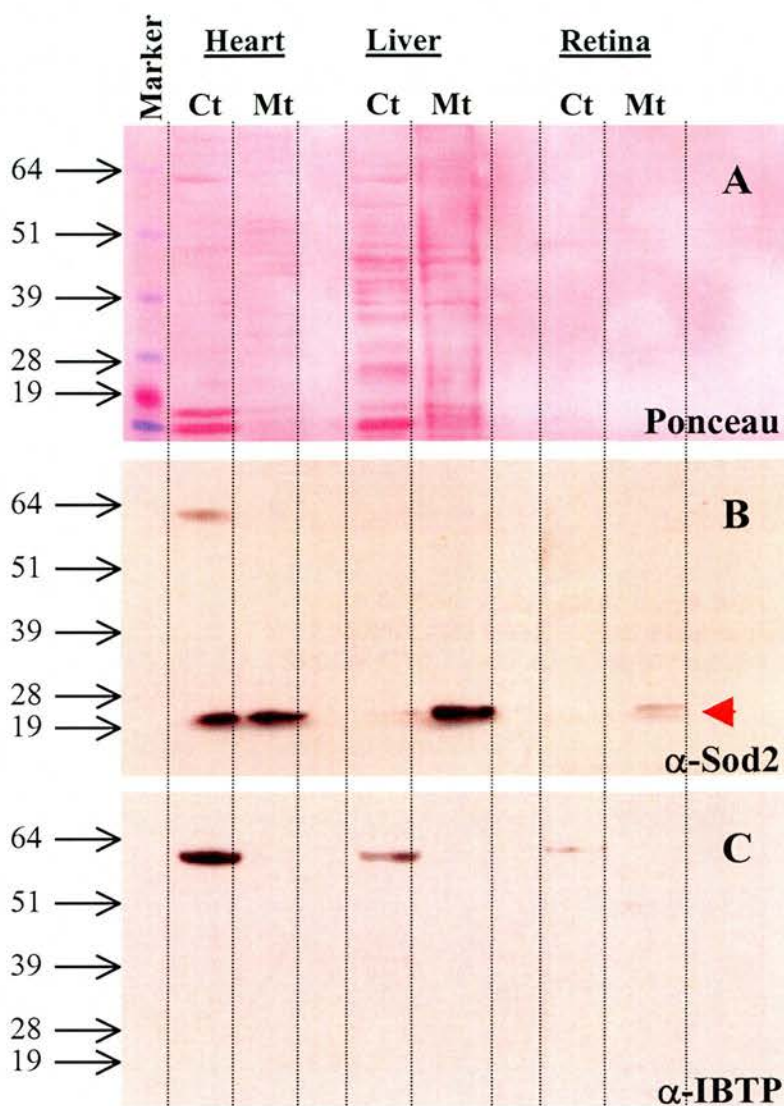 Marker
Heart Liver Retina
Ct Mt Ct Mt Ct Mt
64
A
51
39
28
19
Ponceau
64
B
51
39
28
19
α-Sod2
64
C
51
39
28
19
α-IBTP